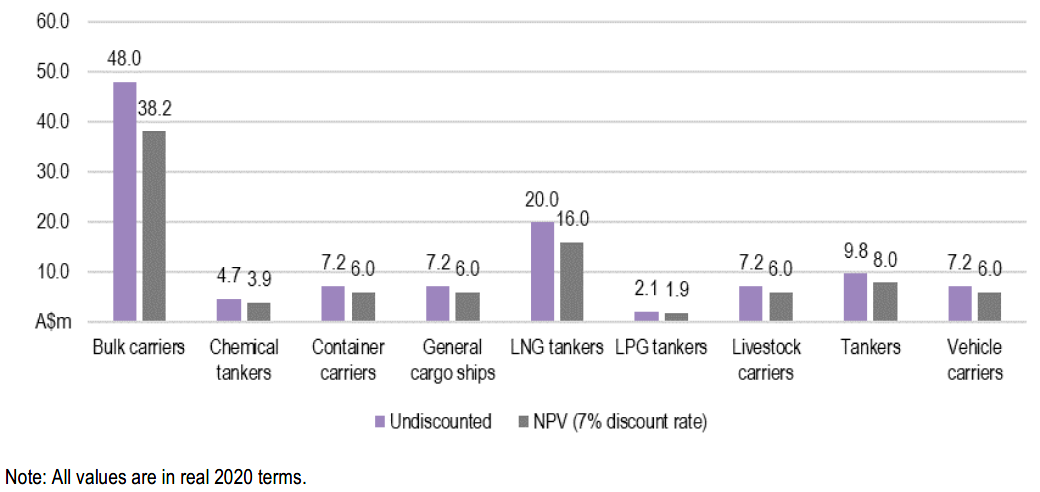 60.0
50.0
40.0
30.0
20.0
10.0
A$m
48.0
38.2
4.7 3.9
7.2 6.0
7.2 6.0
20.0
16.0
2.1 1.9
7.2 6.0
9.8 8.0
7.2 6.0
Bulk carriers
Chemical
tankers
Container
carriers
General
cargo ships
LNG tankers
LPG tankers
Livestock
carriers
Tankers
Vehicle
carriers
Undiscounted
NPV (7% discount rate)
Note: All values are in real 2020 terms.